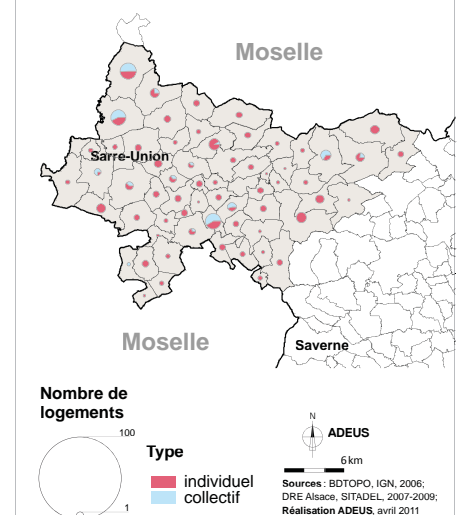 Moselle
Sarre-Union
Moselle
Saverne
Nombre de
logements
100
1
Type
individuel
collectif
N
ADEUS
6 km
Sources : BDTOPO, IGN, 2006;
DRE Alsace, SITADEL, 2007-2009;
Réalisation ADEUS, avril 2011